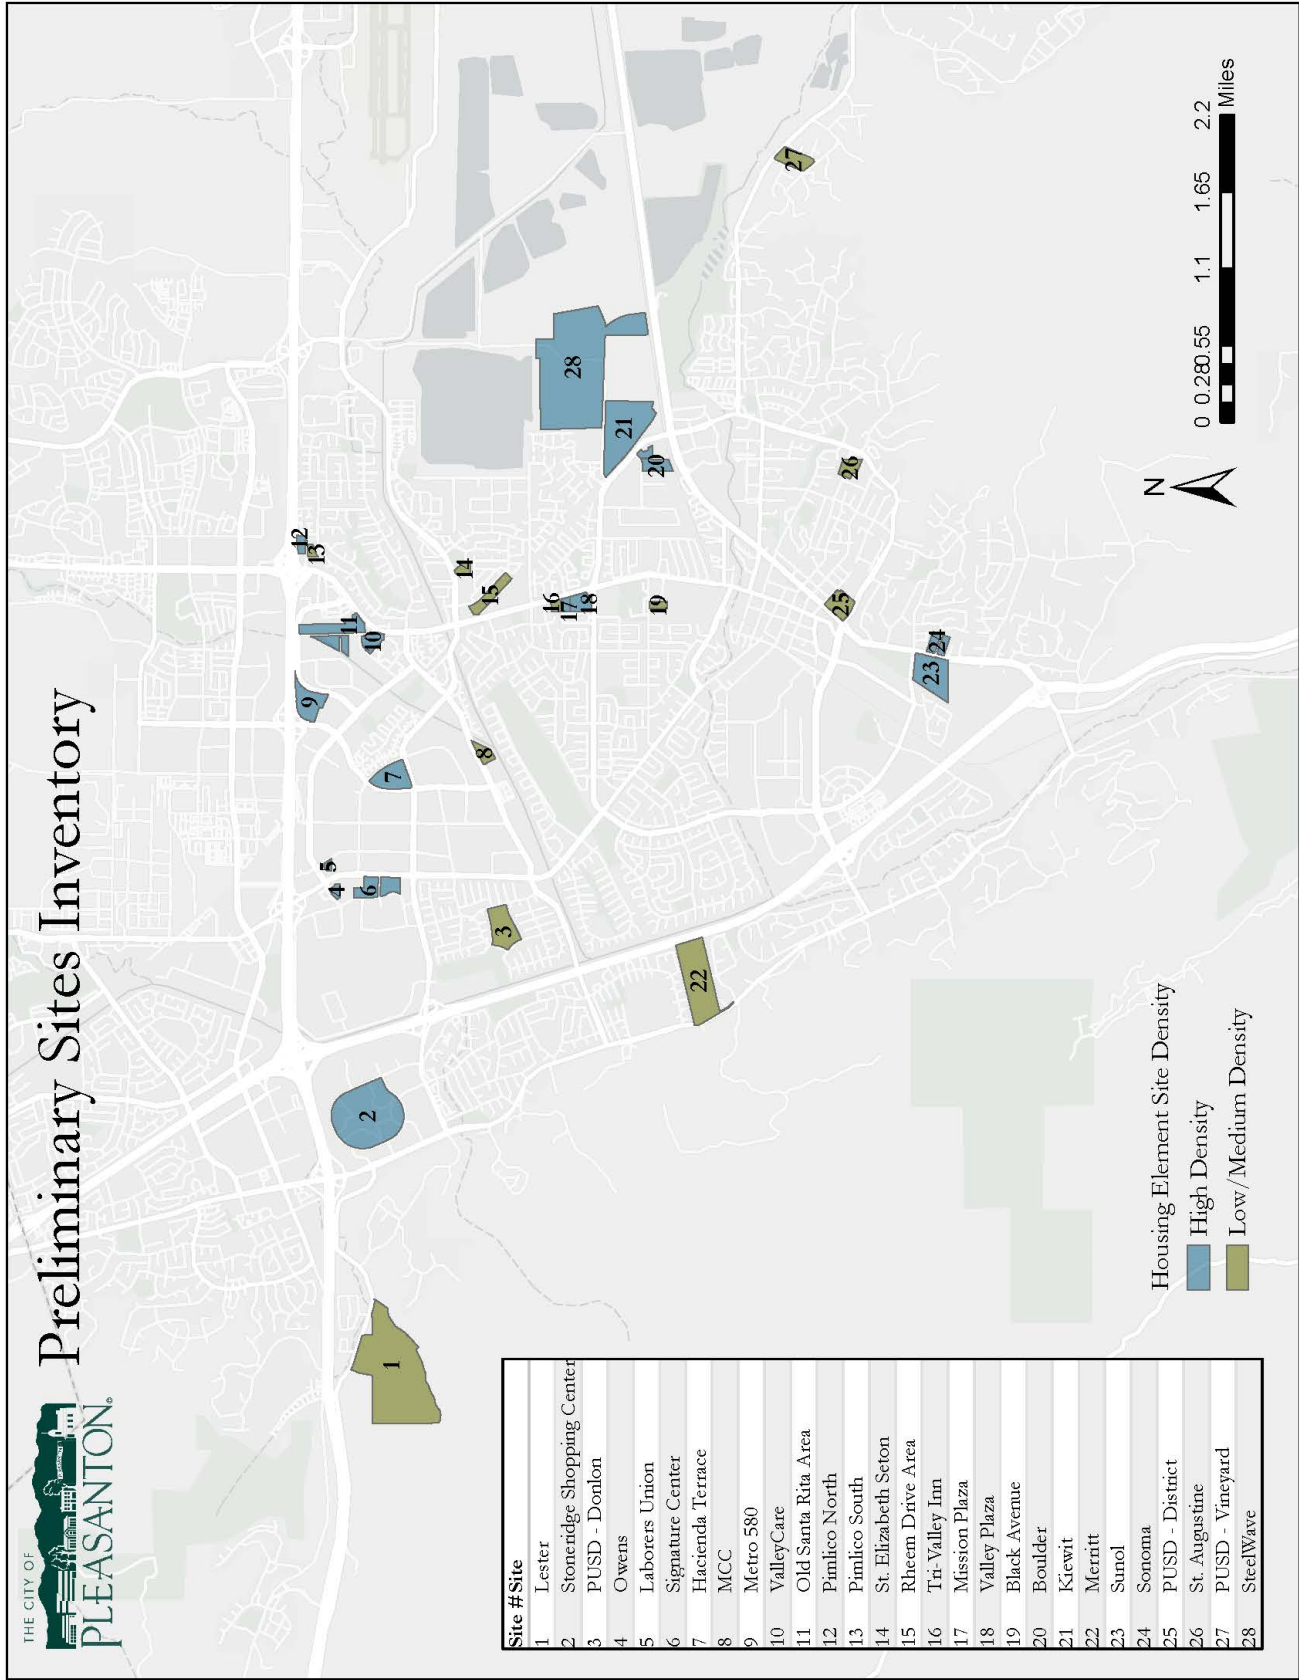 THE CITY OF
PLEASANTON®
Preliminary Sites Inventory
1
2
3
4
5
6
7
8
9
10
11
12
13
14
15
16
17
18
19
20
21
22
23
24
25
26
27
28
Site # Site
1 Lester
2 Stoneridge Shopping Center
3 PUSD - Donlon
4 Owens
5 Laborers Union
6 Signature Center
7 Hacienda Terrace
8 MCC
9 Metro 580
10 ValleyCare
11 Old Santa Rita Area
12 Pimlico North
13 Pimlico South
14 St. Elizabeth Seton
15 Rheem Drive Area
16 Tri-Valley Inn
17 Mission Plaza
18 Valley Plaza
19 Black Avenue
20 Boulder
21 Kiewit
22 Merritt
23 Sunol
24 Sonoma
25 PUSD - District
26 St. Augustine
27 PUSD - Vineyard
28 SteelWave
Housing Element Site Density
High Density
Low/Medium Density
N
0 0.28 0.55 1.1 1.65 2.2
Miles